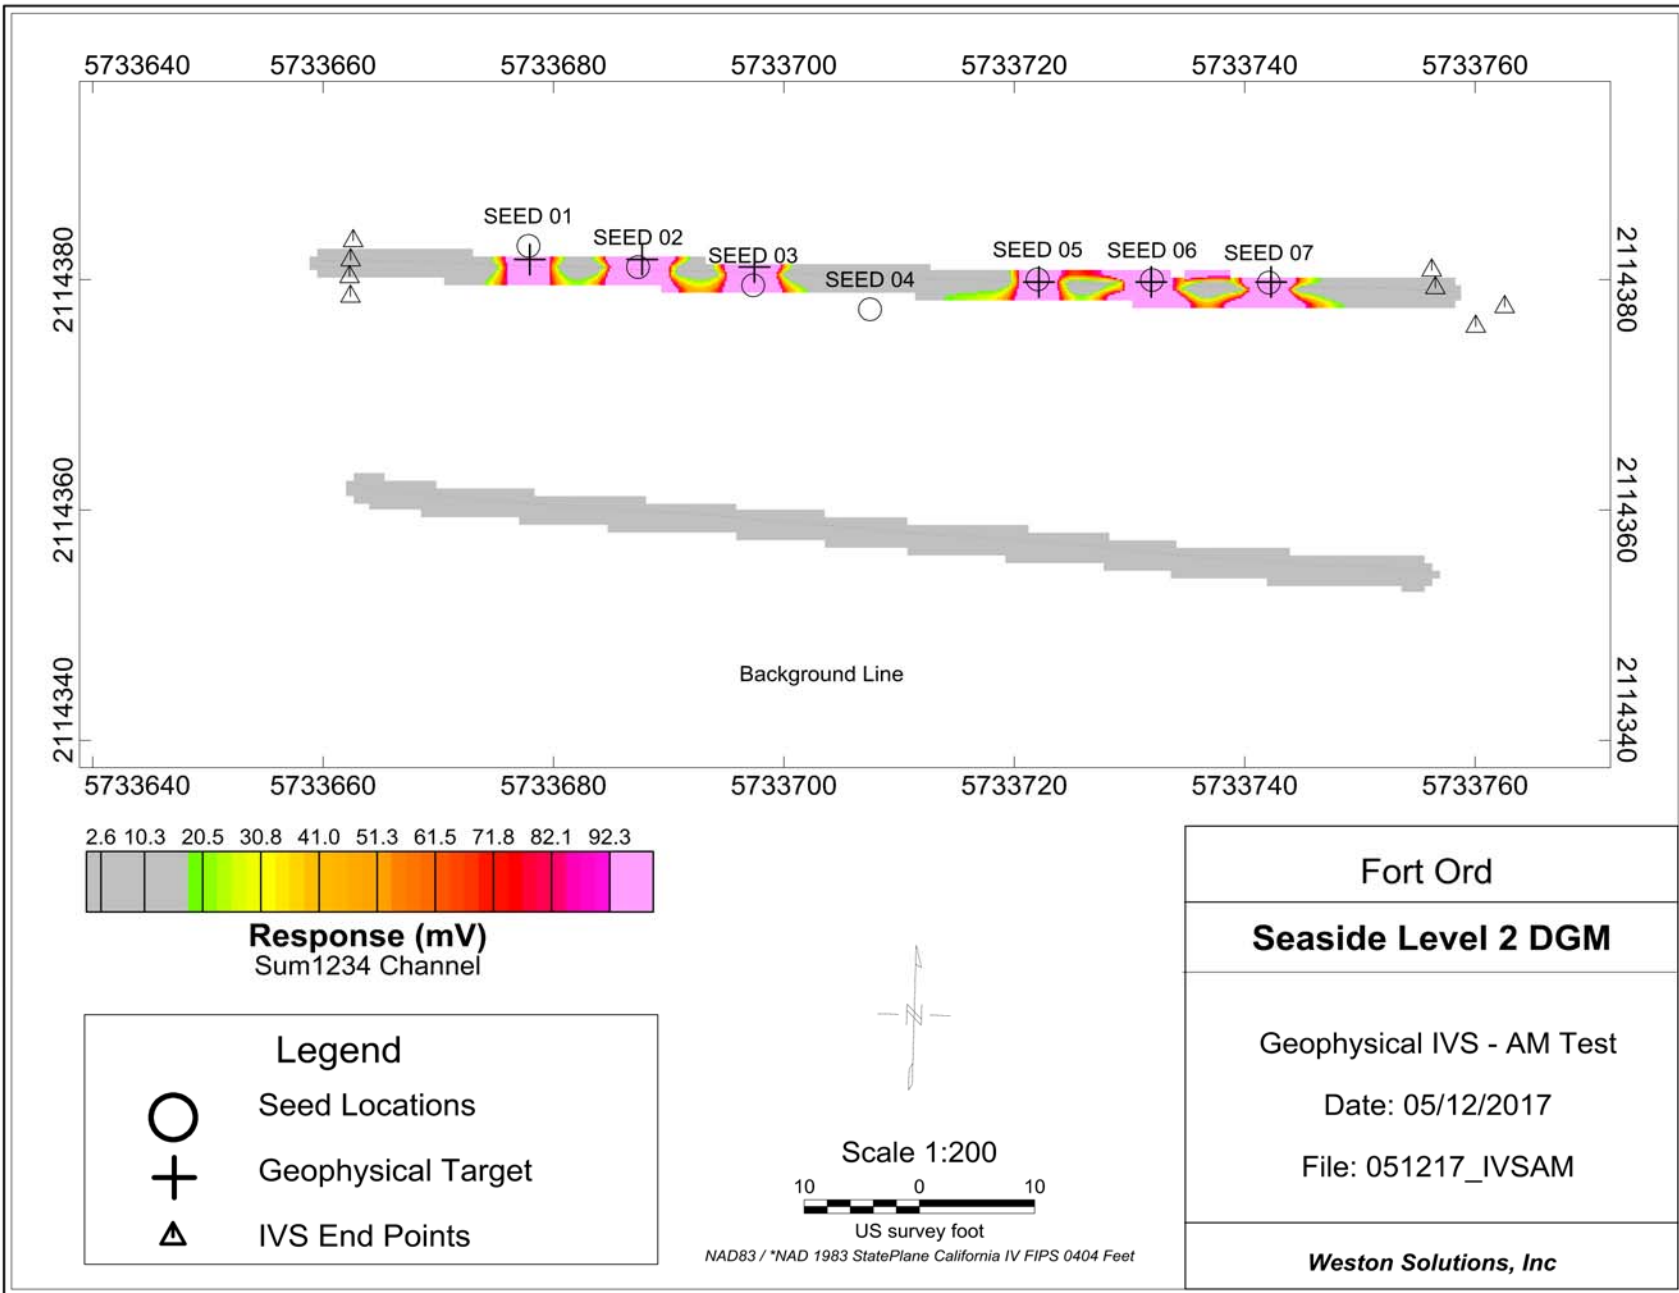 5733640 5733660 5733680 5733700 5733720 5733740 5733760
2114380
2114360
2114340
2114380
2114360
2114340
SEED 01
SEED 02
SEED 03
SEED 04
SEED 05
SEED 06
SEED 07
Background Line
5733640 5733660 5733680 5733700 5733720 5733740 5733760
2.6 10.3 20.5 30.8 41.0 51.3 61.5 71.8 82.1 92.3
Response (mV)
Sum1234 Channel
Legend
Seed Locations
Geophysical Target
IVS End Points
N
Scale 1:200
10 0 10
US survey foot
NAD83 / *NAD 1983 StatePlane California IV FIPS 0404 Feet
Fort Ord
Seaside Level 2 DGM
Geophysical IVS - AM Test
Date: 05/12/2017
File: 051217_IVSAM
Weston Solutions, Inc